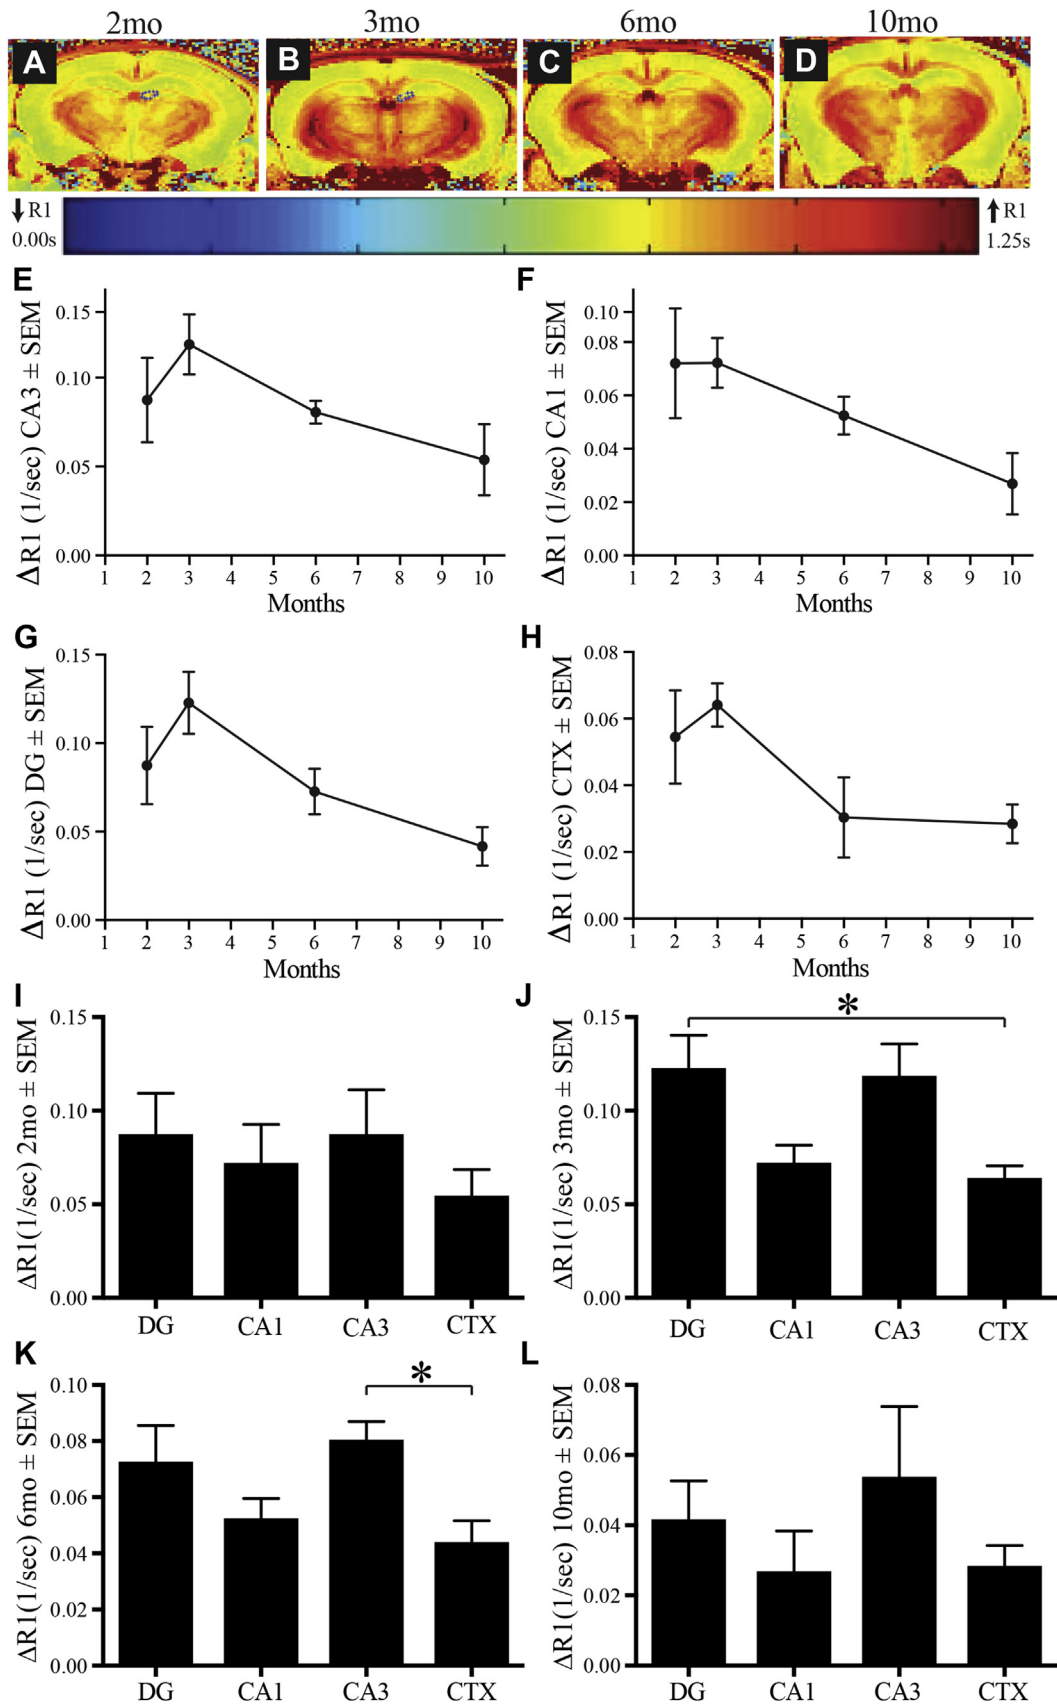 2mo 3mo 6mo 10mo
A B C D
↓R1 ↑R1
0.00s 1.25s
E F
ΔR1 (1/sec) CA3 ± SEM
0.15
0.10
0.05
0.00
1 2 3 4 5 6 7 8 9 10
Months
ΔR1 (1/sec) CA1 ± SEM
0.10
0.08
0.06
0.04
0.02
0.00
1 2 3 4 5 6 7 8 9 10
Months
G H
ΔR1 (1/sec) DG ± SEM
0.15
0.10
0.05
0.00
1 2 3 4 5 6 7 8 9 10
Months
ΔR1 (1/sec) CTX ± SEM
0.08
0.06
0.04
0.02
0.00
1 2 3 4 5 6 7 8 9 10
Months
I J
ΔR1(1/sec) 2mo ± SEM
0.15
0.10
0.05
0.00
DG CA1 CA3 CTX
ΔR1(1/sec) 3mo ± SEM
*
0.15
0.10
0.05
0.00
DG CA1 CA3 CTX
K L
ΔR1(1/sec) 6mo ± SEM
*
0.10
0.08
0.06
0.04
0.02
0.00
DG CA1 CA3 CTX
ΔR1(1/sec) 10mo ± SEM
0.08
0.06
0.04
0.02
0.00
DG CA1 CA3 CTX